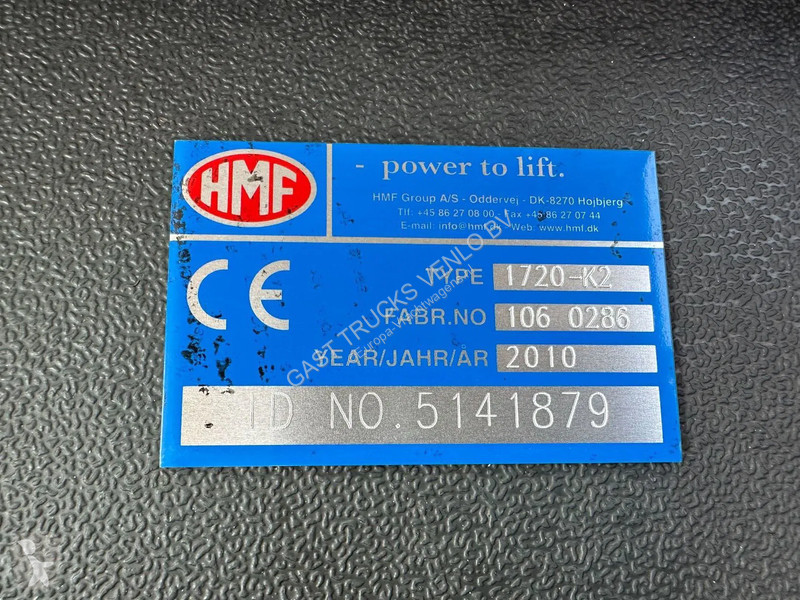 HMF
- power to lift.
HMF Group A/S - Oddervej - DK-8270 Hojbjerg
Tlf: +45 86 27 08 00 - Fax +45 86 27 07 44
E-mail: info@hmf.dk Web: www.hmf.dk
CE
TYPE 1720-K2
FABR.NO 106 0286
YEAR/JAHR/ÅR 2010
ID NO.5141879
GAST TRUCKS VENLO BV